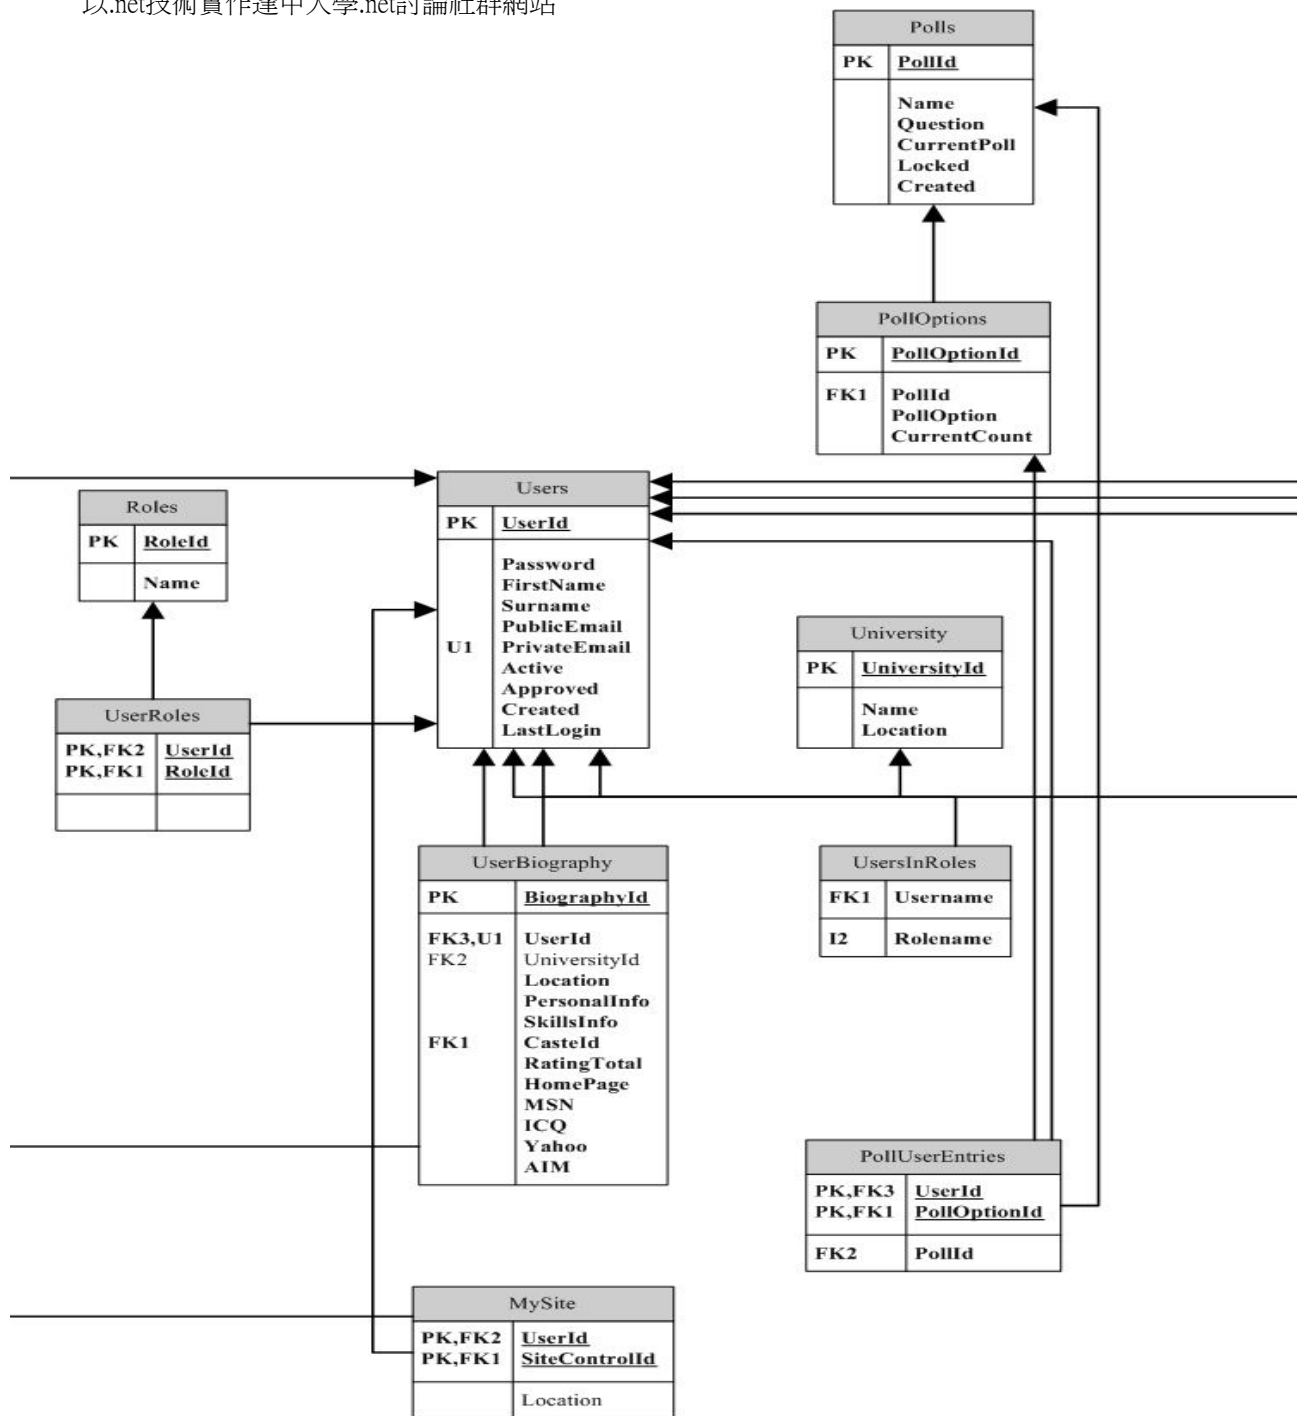 以.net技術實作逢甲大學.net討論社群網站
Polls
PK PollId
Name
Question
CurrentPoll
Locked
Created
PollOptions
PK PollOptionId
FK1 PollId
PollOption
CurrentCount
Users
PK UserId
Password
FirstName
Surname
PublicEmail
U1 PrivateEmail
Active
Approved
Created
LastLogin
Roles
PK RoleId
Name
UserRoles
PK,FK2 UserId
PK,FK1 RoleId
University
PK UniversityId
Name
Location
UserBiography
PK BiographyId
FK3,U1 UserId
FK2 UniversityId
Location
PersonalInfo
SkillsInfo
FK1 CasteId
RatingTotal
HomePage
MSN
ICQ
Yahoo
AIM
UsersInRoles
FK1 Username
I2 Rolename
PollUserEntries
PK,FK3 UserId
PK,FK1 PollOptionId
FK2 PollId
MySite
PK,FK2 UserId
PK,FK1 SiteControlId
Location